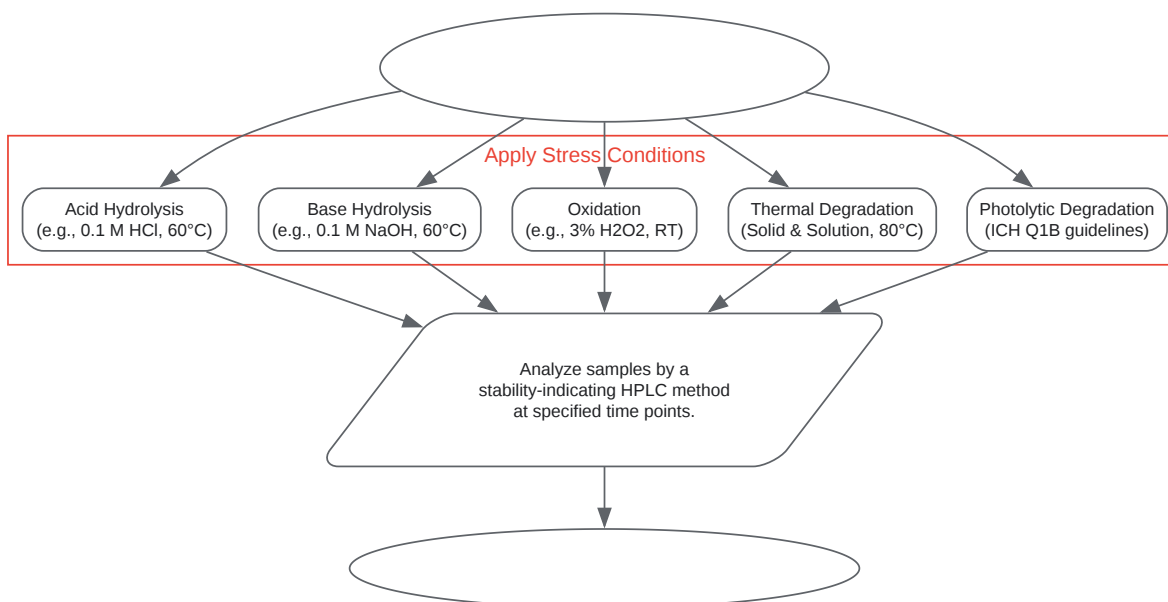 Apply Stress Conditions
Acid Hydrolysis
(e.g., 0.1 M HCl, 60°C)
Base Hydrolysis
(e.g., 0.1 M NaOH, 60°C)
Oxidation
(e.g., 3% H2O2, RT)
Thermal Degradation
(Solid & Solution, 80°C)
Photolytic Degradation
(ICH Q1B guidelines)
Analyze samples by a
stability-indicating HPLC method
at specified time points.